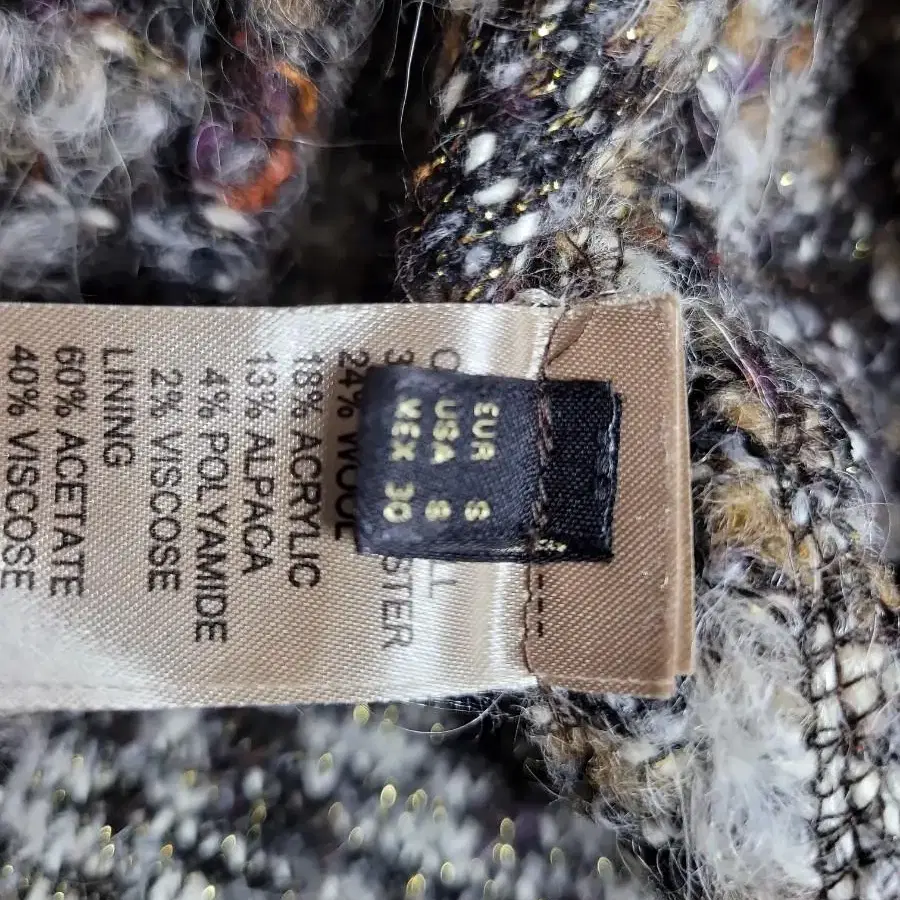 EUR S
USA S
MEX 30
24% WOOL
18% ACRYLIC
13% ALPACA
4% POLYAMIDE
2% VISCOSE
LINING
60% ACETATE
40% VISCOSE